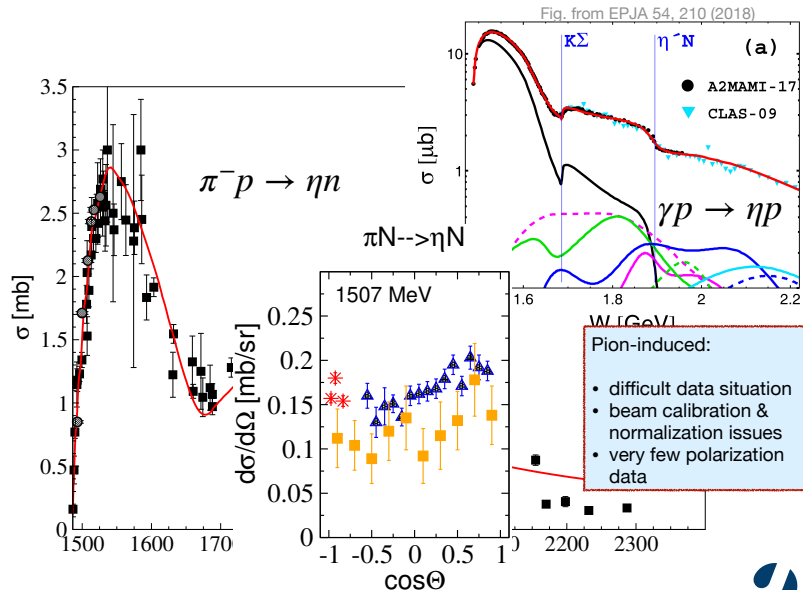 Fig. from EPJA 54, 210 (2018)
KΣ
η´N
(a)
A2MAMI-17
CLAS-09
10
1
σ [μb]
γp → ηp
1.6
1.8
2
2.2
W [GeV]
3.5
3
2.5
2
1.5
1
0.5
0
σ [mb]
π⁻p → ηn
1500
1600
1700
πN-->ηN
1507 MeV
0.25
0.2
0.15
0.1
0.05
0
dσ/dΩ [mb/sr]
-1
-0.5
0
0.5
1
cosΘ
Pion-induced:
• difficult data situation
• beam calibration &
normalization issues
• very few polarization
data
2200
2300